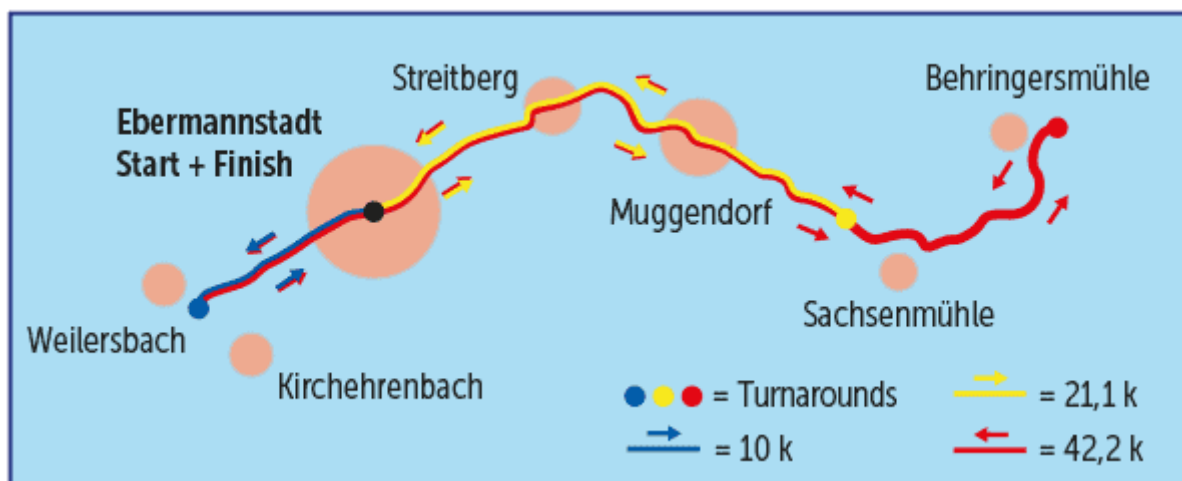 Streitberg
Behringersmühle
Ebermannstadt
Start + Finish
Muggendorf
Sachsenmühle
Weilersbach
Kirchehrenbach
= Turnarounds
= 21,1 k
= 10 k
= 42,2 k